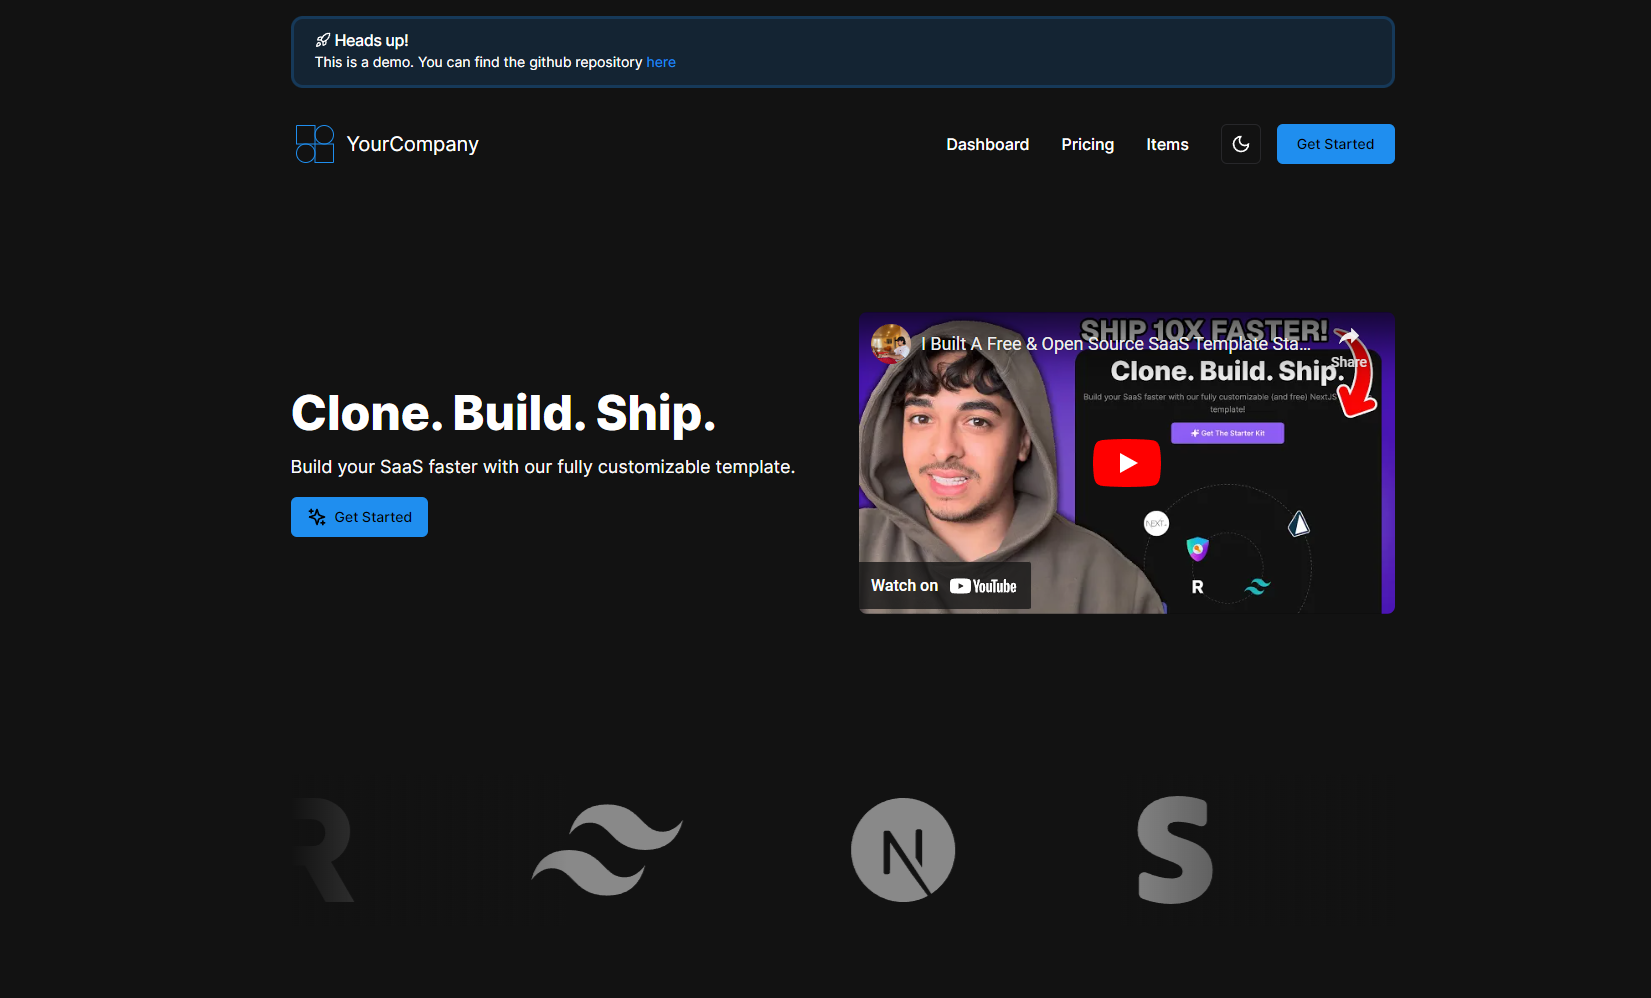 Heads up!
This is a demo. You can find the github repository here
YourCompany
Dashboard
Pricing
Items
Get Started
Clone. Build. Ship.
Build your SaaS faster with our fully customizable template.
Get Started
SHIP 10X FASTER!
I Built A Free & Open Source SaaS Template Sta...
Share
Clone. Build. Ship.
Build your SaaS faster with our fully customizable (and free) NextJS
template!
Get The Starter Kit
NEXT
R
Watch on YouTube
R
N
S